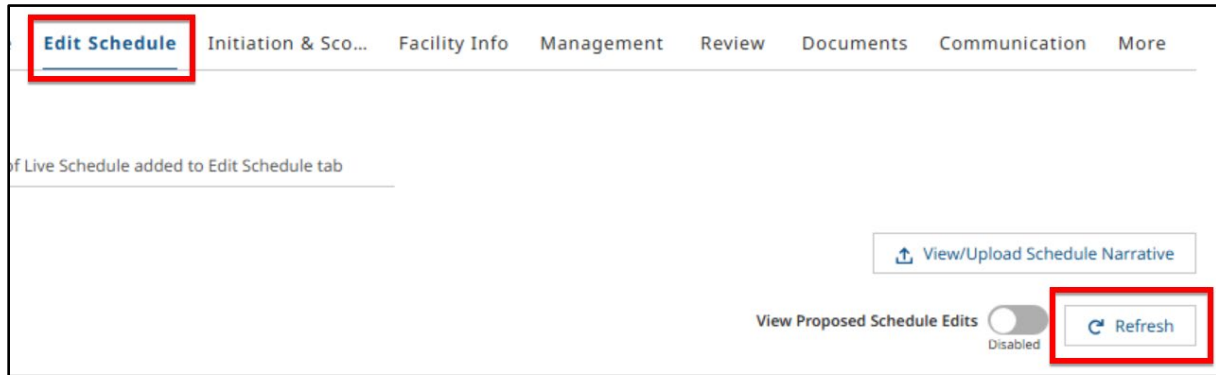 Edit Schedule Initiation & Sco... Facility Info Management Review Documents Communication More
of Live Schedule added to Edit Schedule tab
View/Upload Schedule Narrative
View Proposed Schedule Edits Refresh
Disabled